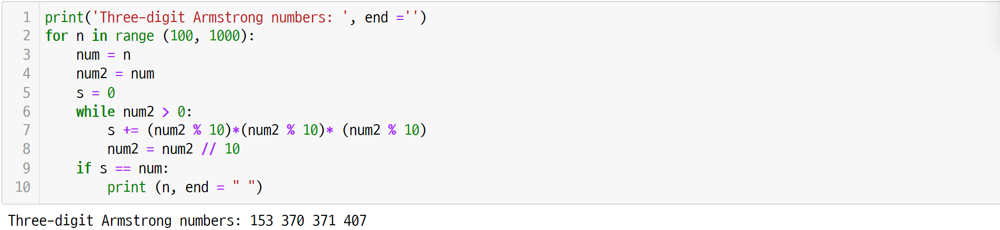 1 print('Three-digit Armstrong numbers: ', end ='')
2 for n in range (100, 1000):
3     num = n
4     num2 = num
5     s = 0
6     while num2 > 0:
7         s += (num2 % 10)*(num2 % 10)* (num2 % 10)
8         num2 = num2 // 10
9     if s == num:
10         print (n, end = " ")
Three-digit Armstrong numbers: 153 370 371 407